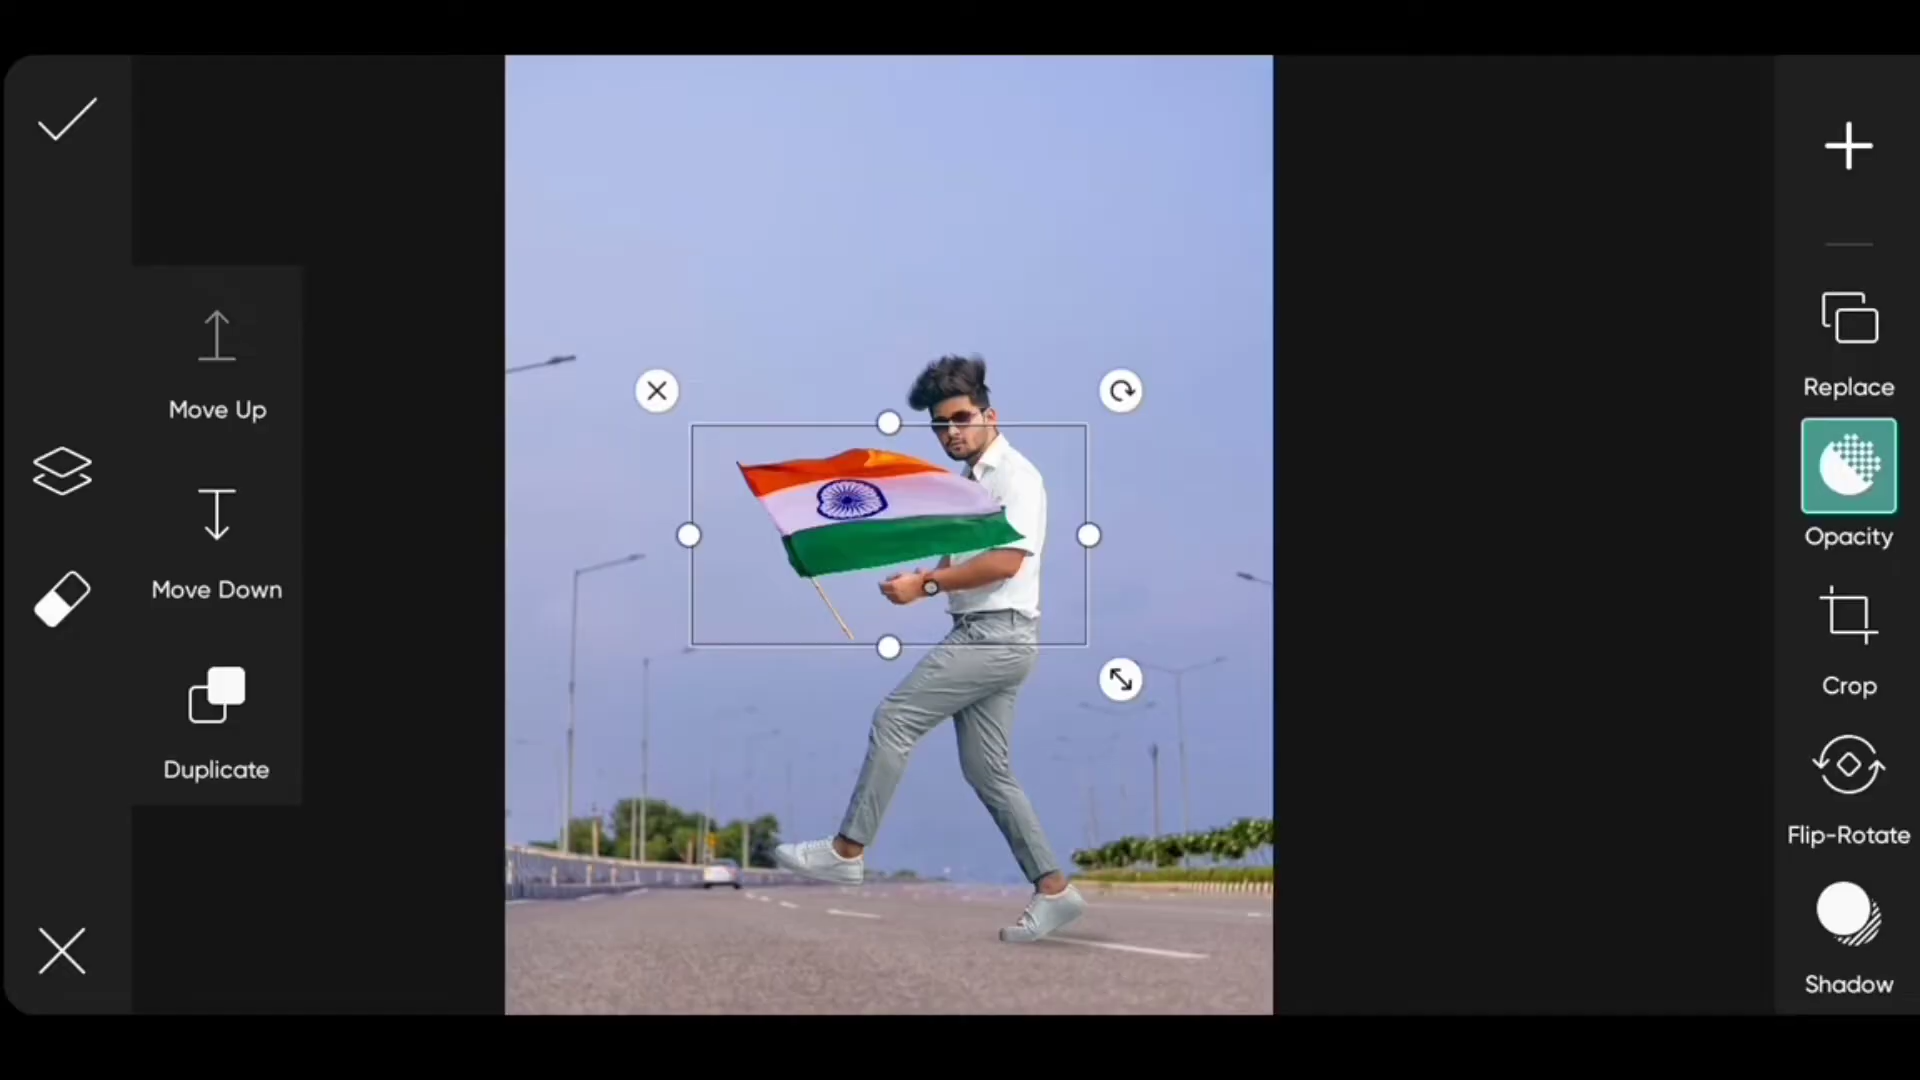 Move Up
Move Down
Duplicate
Replace
Opacity
Crop
Flip-Rotate
Shadow